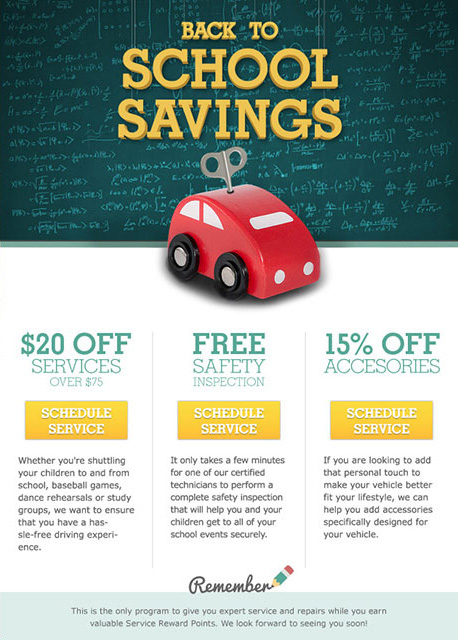 BACK TO
SCHOOL
SAVINGS
$20 OFF
SERVICES
OVER $75
SCHEDULE
SERVICE
Whether you're shuttling
your children to and from
school, baseball games,
dance rehearsals or study
groups, we want to ensure
that you have a has-
sle-free driving experi-
ence.
FREE
SAFETY
INSPECTION
SCHEDULE
SERVICE
It only takes a few minutes
for one of our certified
technicians to perform a
complete safety inspection
that will help you and your
children get to all of your
school events securely.
15% OFF
ACCESORIES
SCHEDULE
SERVICE
If you are looking to add
that personal touch to
make your vehicle better
fit your lifestyle, we can
help you add accessories
specifically designed for
your vehicle.
Remember
This is the only program to give you expert service and repairs while you earn
valuable Service Reward Points. We look forward to seeing you soon!